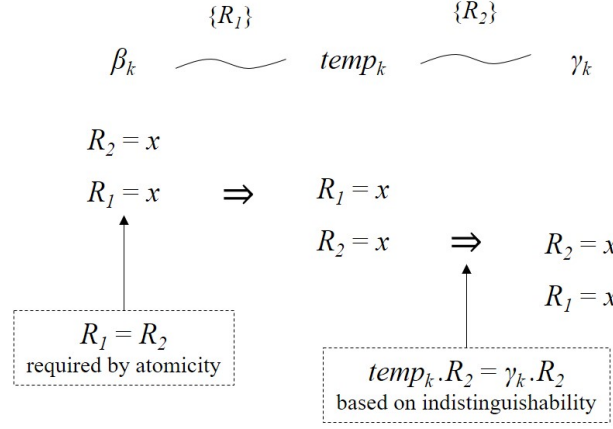 {R₁} {R₂}
βₖ tempₖ γₖ
R₂ = x
R₁ = x ⇒ R₁ = x
R₂ = x ⇒ R₂ = x
R₁ = x
R₁ = R₂
required by atomicity
tempₖ.R₂ = γₖ.R₂
based on indistinguishability